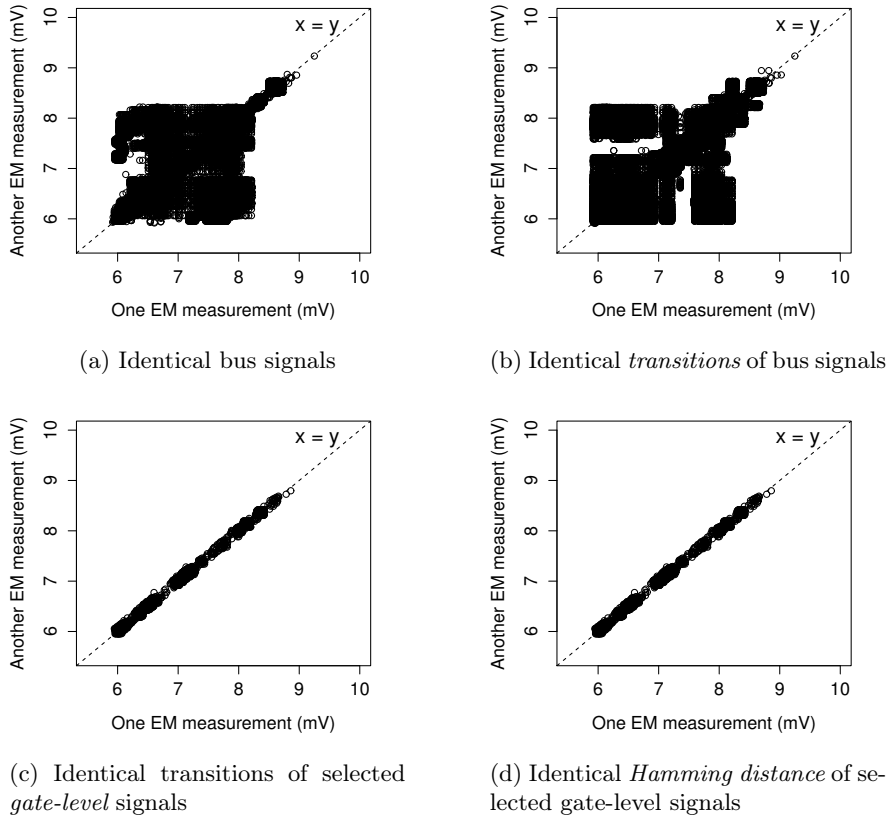 x = y
Another EM measurement (mV)
6 7 8 9 10
6 7 8 9 10
One EM measurement (mV)
(a) Identical bus signals
x = y
Another EM measurement (mV)
6 7 8 9 10
6 7 8 9 10
One EM measurement (mV)
(b) Identical transitions of bus signals
x = y
Another EM measurement (mV)
6 7 8 9 10
6 7 8 9 10
One EM measurement (mV)
(c) Identical transitions of selected
gate-level signals
x = y
Another EM measurement (mV)
6 7 8 9 10
6 7 8 9 10
One EM measurement (mV)
(d) Identical Hamming distance of se-
lected gate-level signals